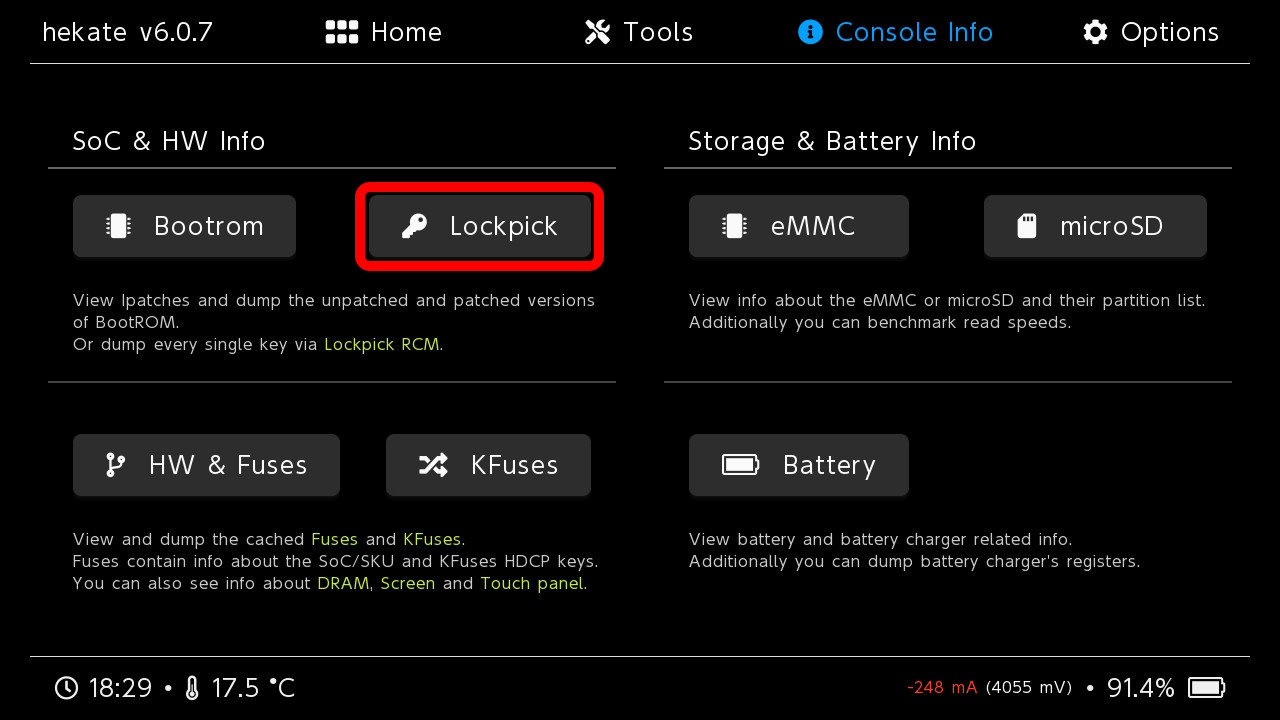 hekate v6.0.7
Home
Tools
Console Info
Options
SoC & HW Info
Bootrom
Lockpick
View Ipatches and dump the unpatched and patched versions
of BootROM.
Or dump every single key via Lockpick RCM.
HW & Fuses
KFuses
View and dump the cached Fuses and KFuses.
Fuses contain info about the SoC/SKU and KFuses HDCP keys.
You can also see info about DRAM, Screen and Touch panel.
Storage & Battery Info
eMMC
microSD
View info about the eMMC or microSD and their partition list.
Additionally you can benchmark read speeds.
Battery
View battery and battery charger related info.
Additionally you can dump battery charger's registers.
18:29 • 17.5 °C
-248 mA (4055 mV) • 91.4%